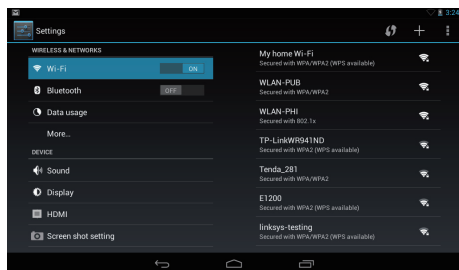 3:24
Settings
WIRELESS & NETWORKS
Wi-Fi
ON
Bluetooth
OFF
Data usage
More...
DEVICE
Sound
Display
HDMI
Screen shot setting
My home Wi-Fi
Secured with WPA/WPA2 (WPS available)
WLAN-PUB
Secured with WPA/WPA2
WLAN-PHI
Secured with 802.1x
TP-LinkWR941ND
Secured with WPA2 (WPS available)
Tenda_281
Secured with WPA/WPA2
E1200
Secured with WPA2 (WPS available)
linksys-testing
Secured with WPA/WPA2 (WPS available)